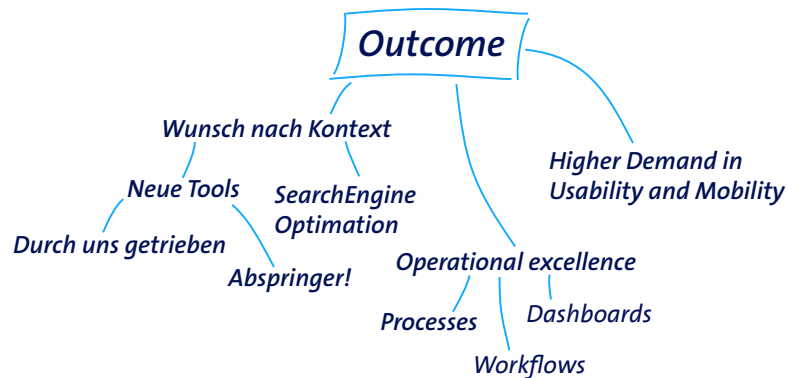 Outcome
Wunsch nach Kontext
Neue Tools
SearchEngine
Optimation
Durch uns getrieben
Abspringer!
Higher Demand in
Usability and Mobility
Operational excellence
Processes
Dashboards
Workflows